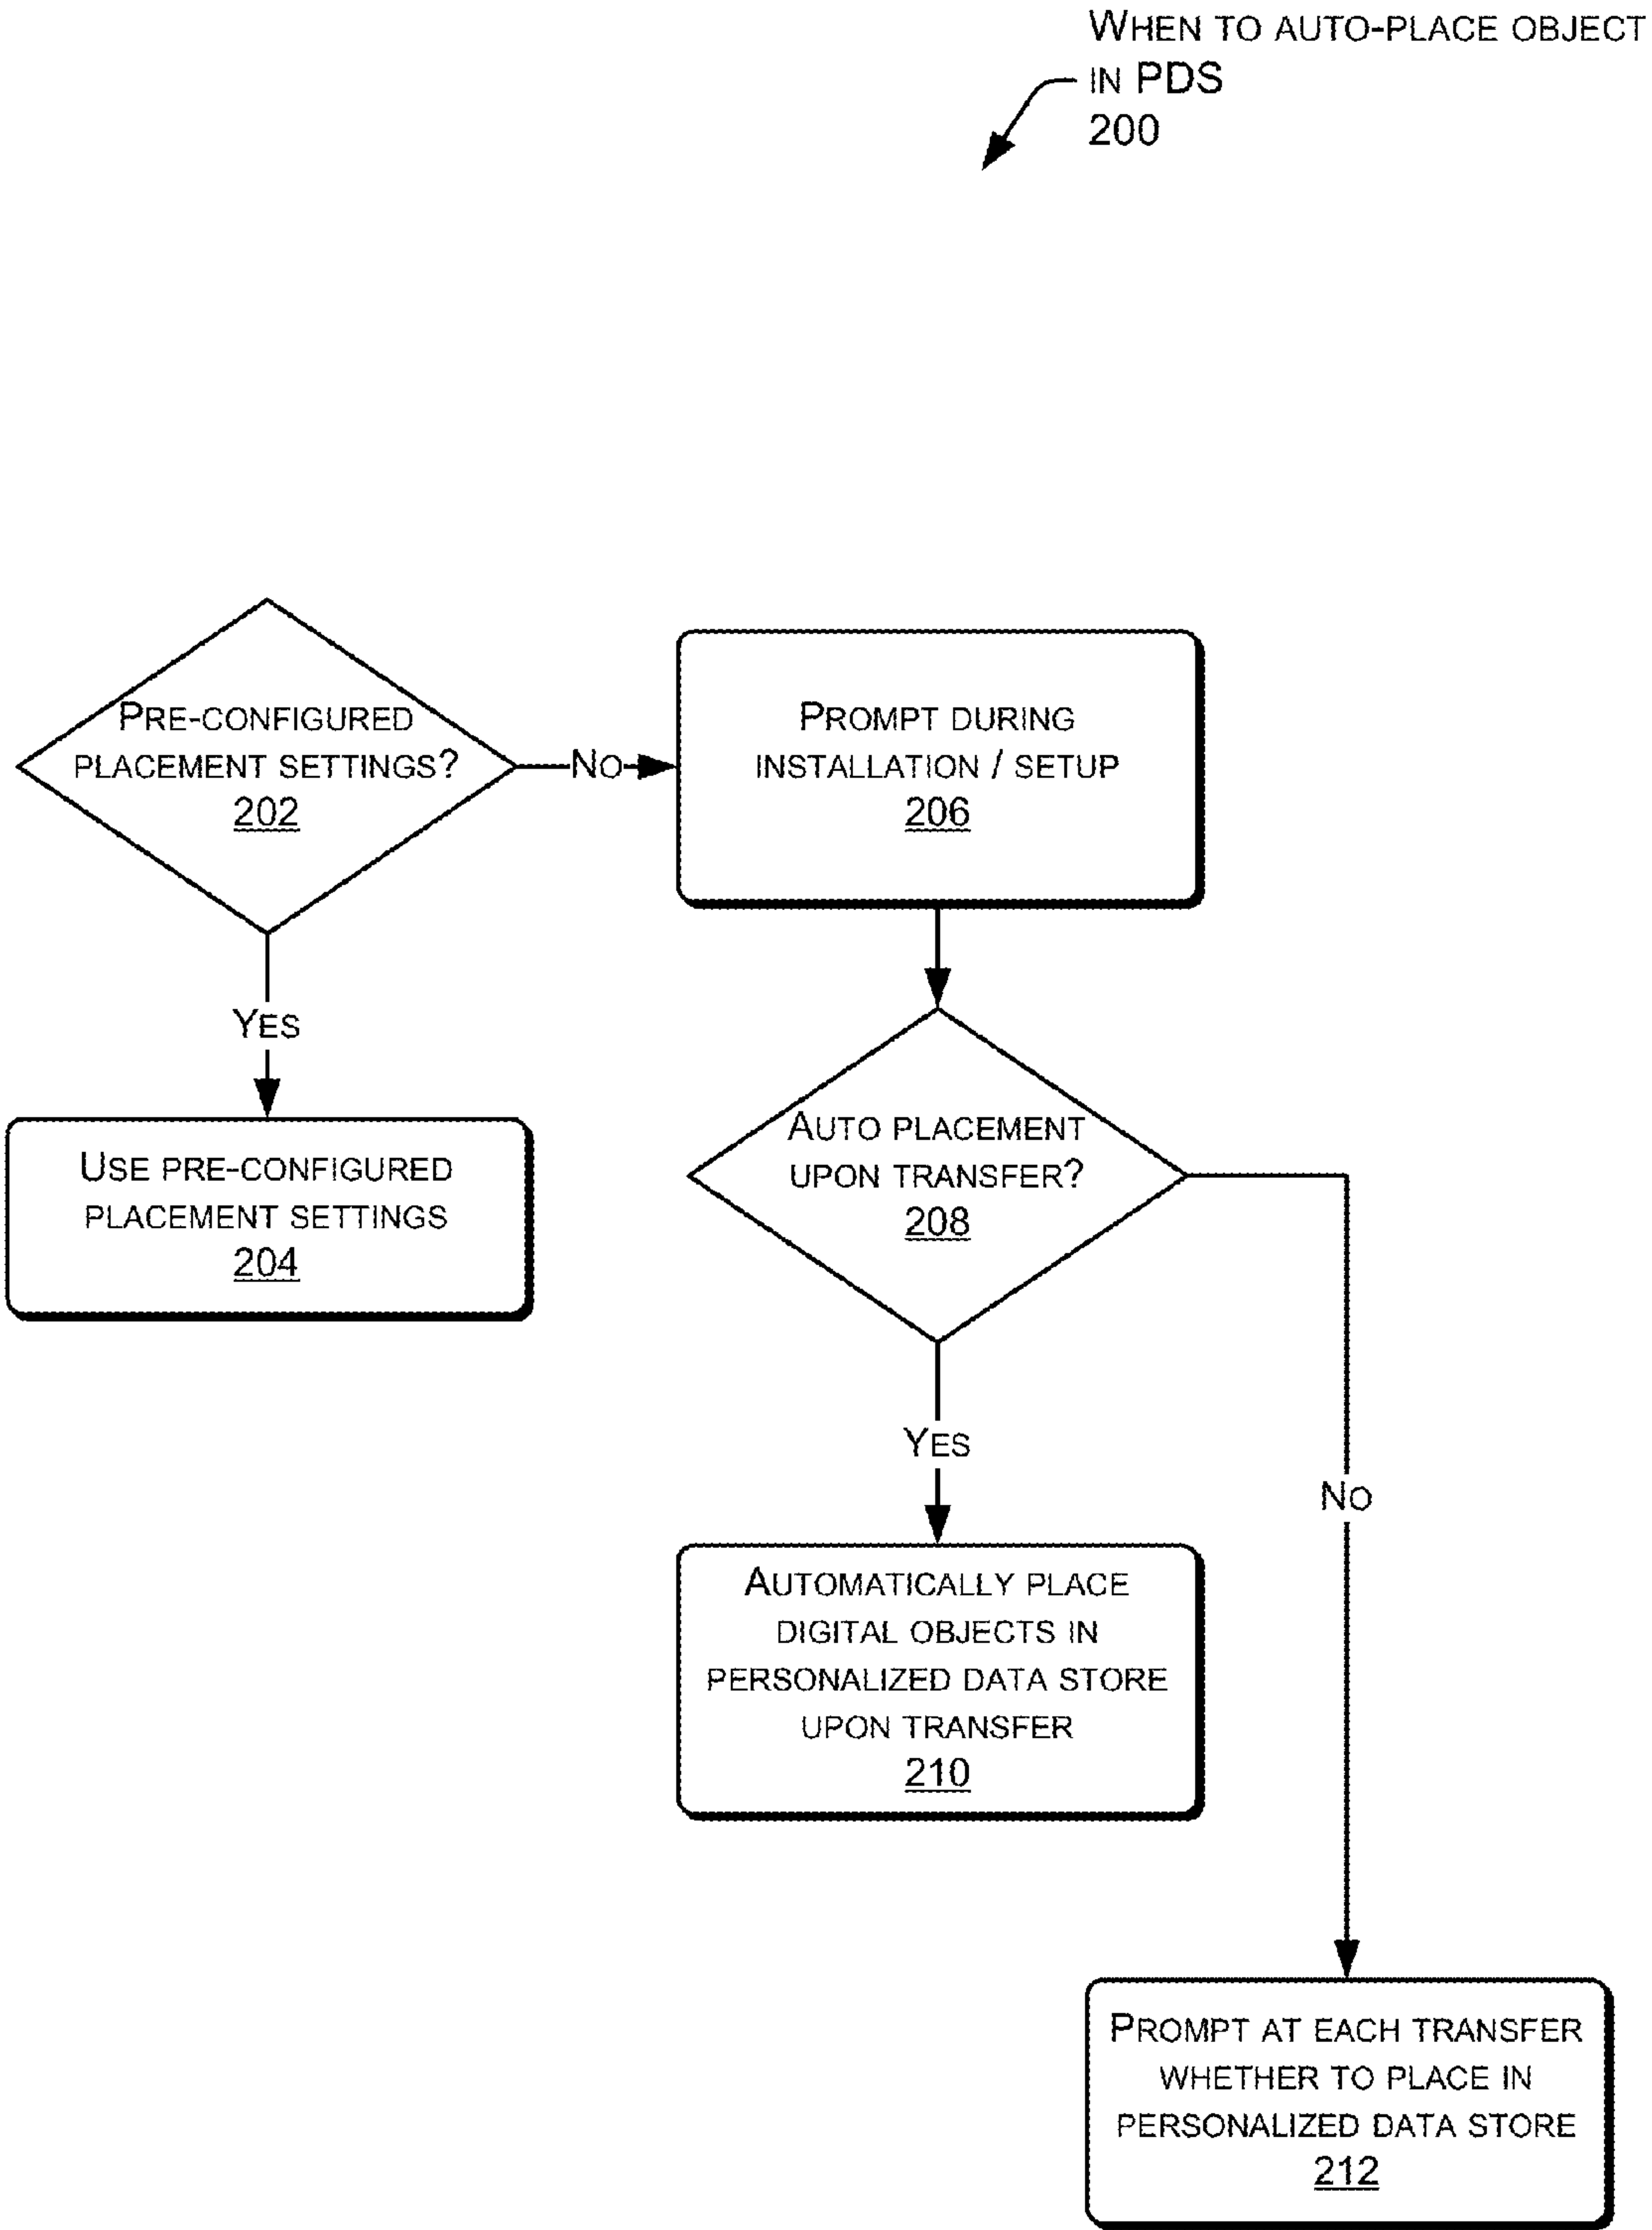 WHEN TO AUTO-PLACE OBJECT
IN PDS
200
PRE-CONFIGURED
PLACEMENT SETTINGS?
202
NO
PROMPT DURING
INSTALLATION / SETUP
206
YES
USE PRE-CONFIGURED
PLACEMENT SETTINGS
204
AUTO PLACEMENT
UPON TRANSFER?
208
YES
NO
AUTOMATICALLY PLACE
DIGITAL OBJECTS IN
PERSONALIZED DATA STORE
UPON TRANSFER
210
PROMPT AT EACH TRANSFER
WHETHER TO PLACE IN
PERSONALIZED DATA STORE
212